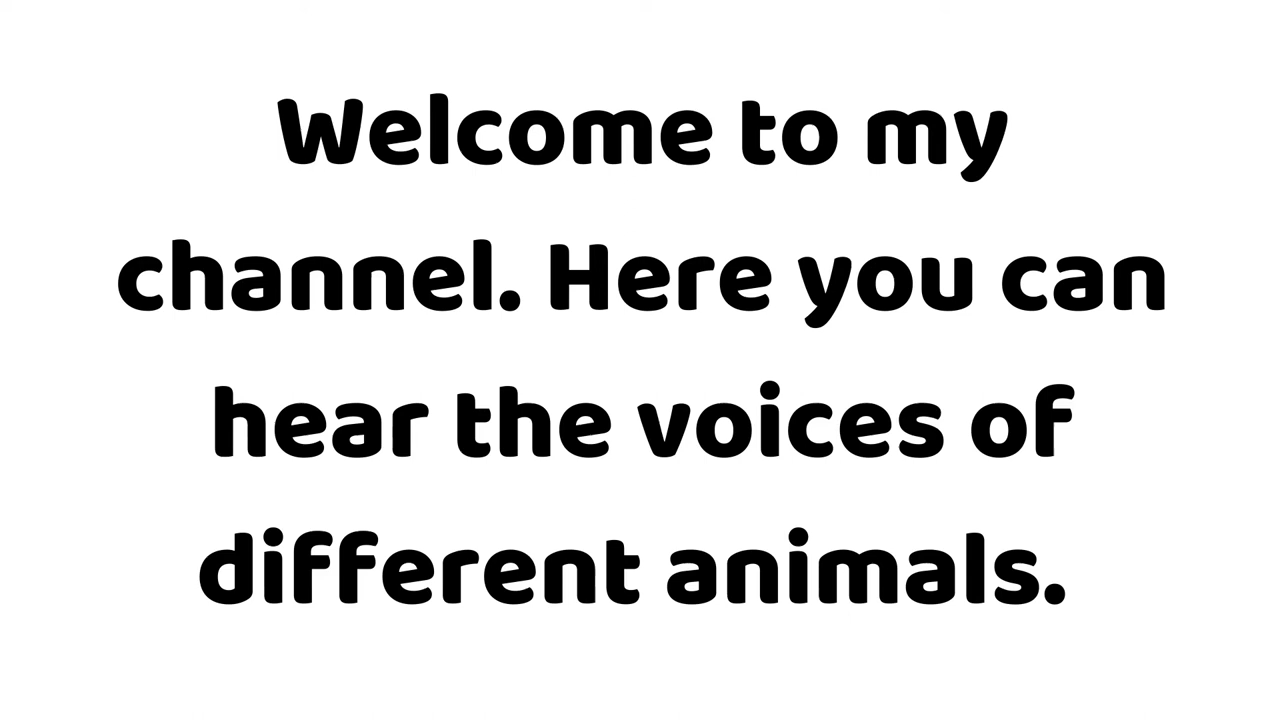 Welcome to my
channel. Here you can
hear the voices of
different animals.